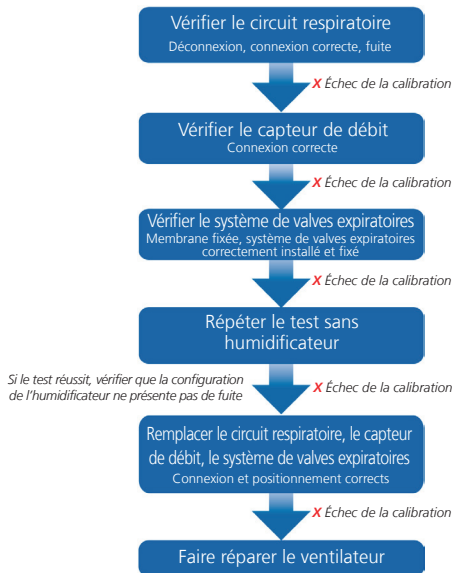 Vérifier le circuit respiratoire
Déconnexion, connexion correcte, fuite
X Échec de la calibration
Vérifier le capteur de débit
Connexion correcte
X Échec de la calibration
Vérifier le système de valves expiratoires
Membrane fixée, système de valves expiratoires
correctement installé et fixé
X Échec de la calibration
Répéter le test sans
humidificateur
Si le test réussit, vérifier que la configuration
de l'humidificateur ne présente pas de fuite
X Échec de la calibration
Remplacer le circuit respiratoire, le capteur
de débit, le système de valves expiratoires
Connexion et positionnement corrects
X Échec de la calibration
Faire réparer le ventilateur